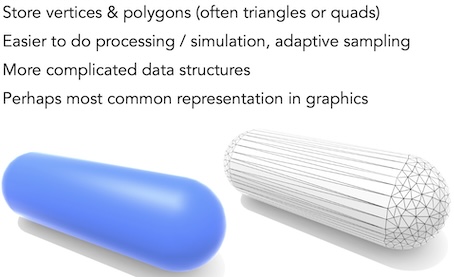 Store vertices & polygons (often triangles or quads)
Easier to do processing / simulation, adaptive sampling
More complicated data structures
Perhaps most common representation in graphics